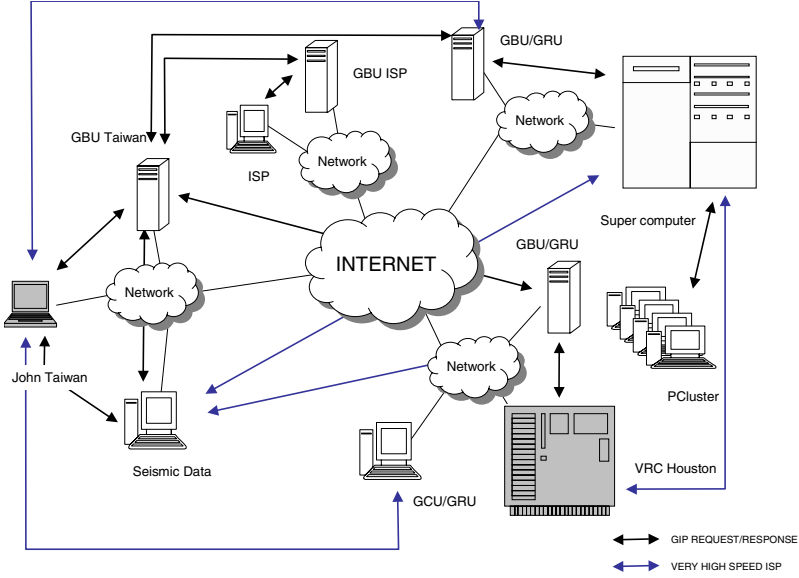 GBU/GRU
GBU ISP
Network
GBU Taiwan
Network
ISP
Super computer
GBU/GRU
INTERNET
Network
Network
John Taiwan
PCluster
Seismic Data
VRC Houston
GCU/GRU
GIP REQUEST/RESPONSE
VERY HIGH SPEED ISP